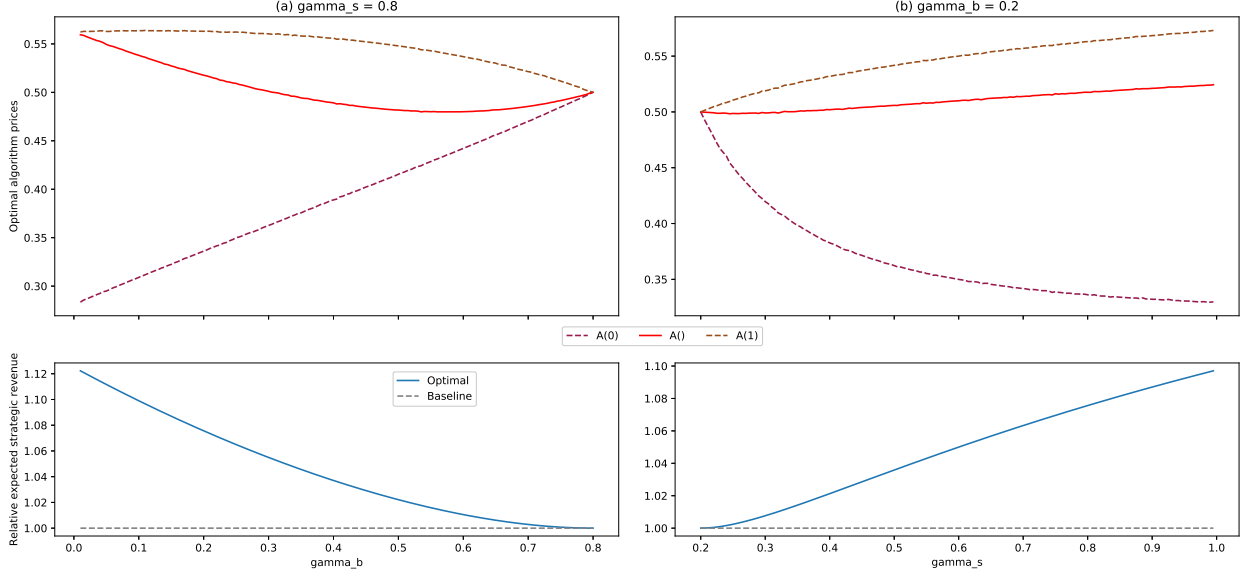 (a) gamma_s = 0.8
(b) gamma_b = 0.2
Optimal algorithm prices
0.55
0.50
0.45
0.40
0.35
0.30
0.55
0.50
0.45
0.40
0.35
A(0) A() A(1)
Relative expected strategic revenue
1.12
1.10
1.08
1.06
1.04
1.02
1.00
Optimal
Baseline
0.0 0.1 0.2 0.3 0.4 0.5 0.6 0.7 0.8
gamma_b
1.10
1.08
1.06
1.04
1.02
1.00
0.2 0.3 0.4 0.5 0.6 0.7 0.8 0.9 1.0
gamma_s